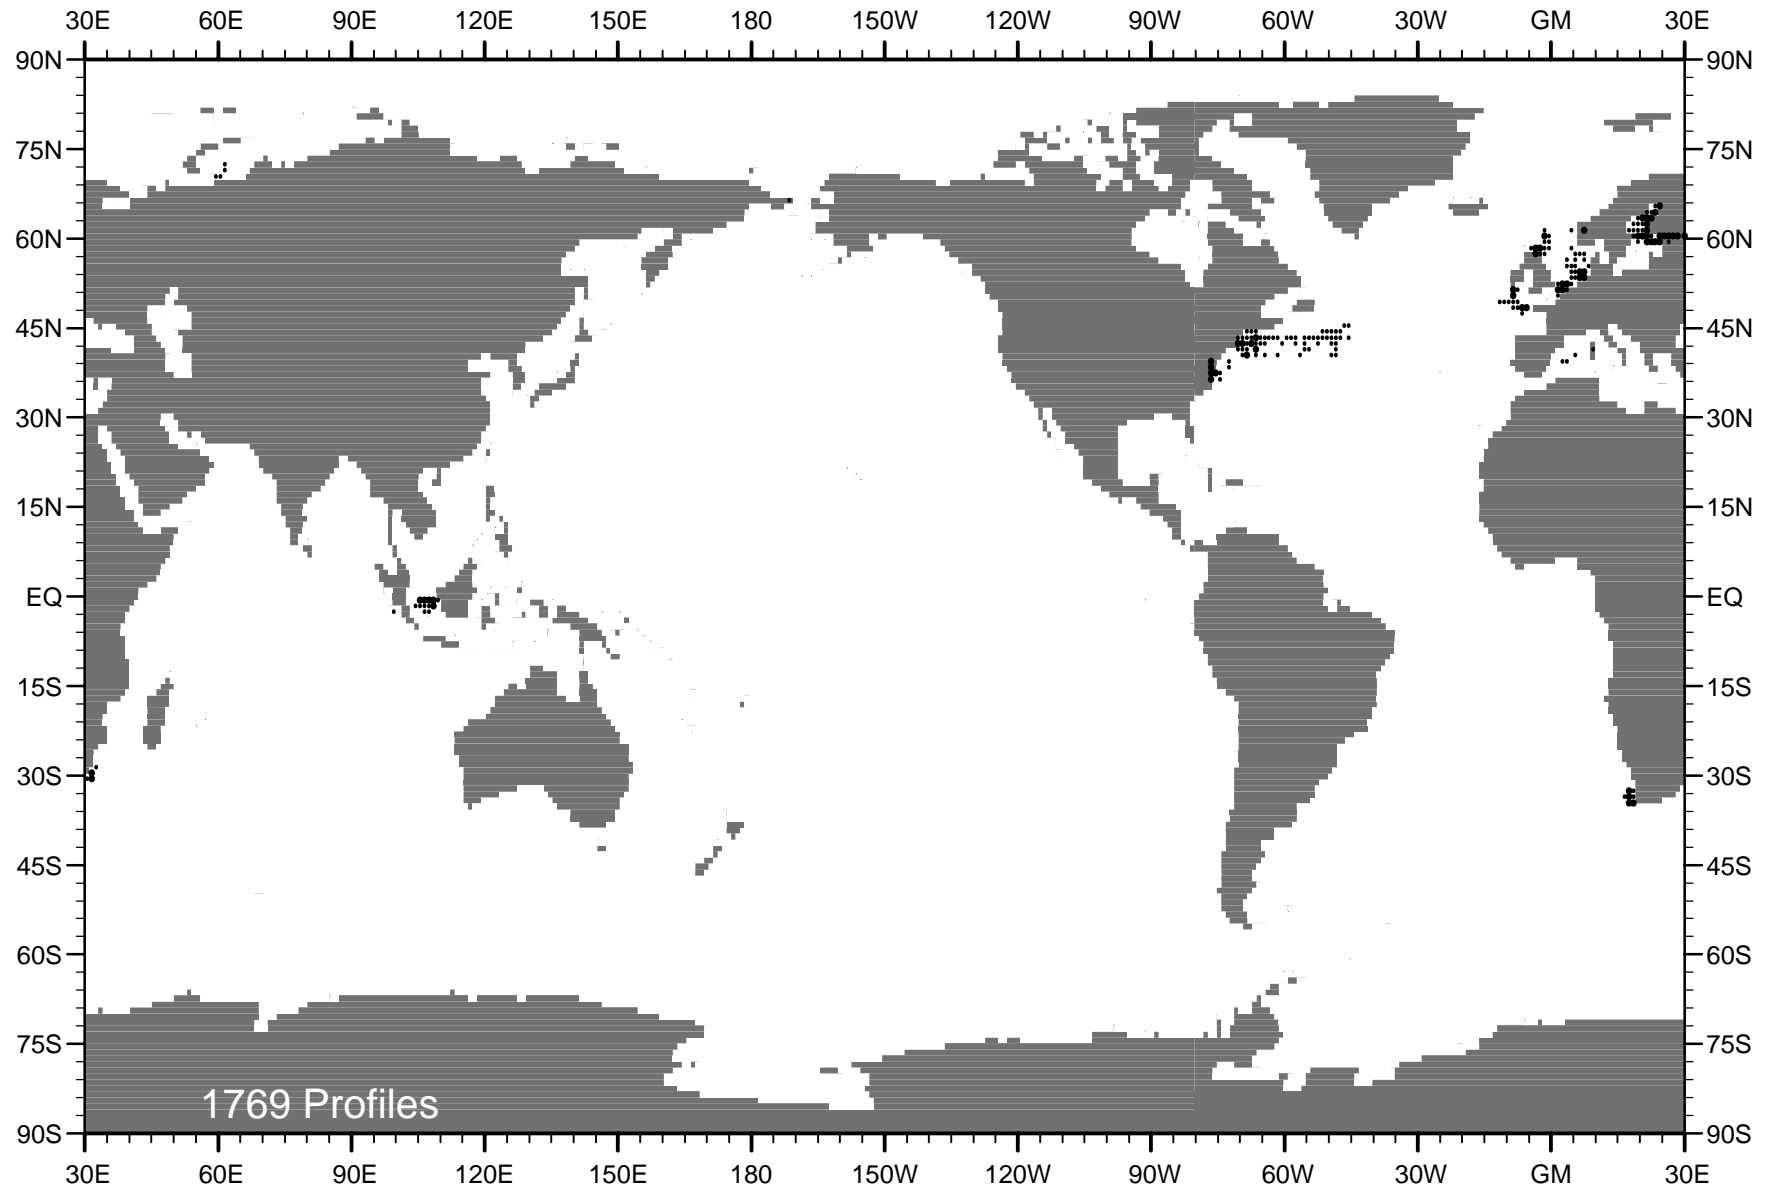 30E 60E 90E 120E 150E 180 150W 120W 90W 60W 30W GM 30E
90N 90N
75N 75N
60N 60N
45N 45N
30N 30N
15N 15N
EQ EQ
15S 15S
30S 30S
45S 45S
60S 60S
75S 75S
1769 Profiles
90S 90S
30E 60E 90E 120E 150E 180 150W 120W 90W 60W 30W GM 30E